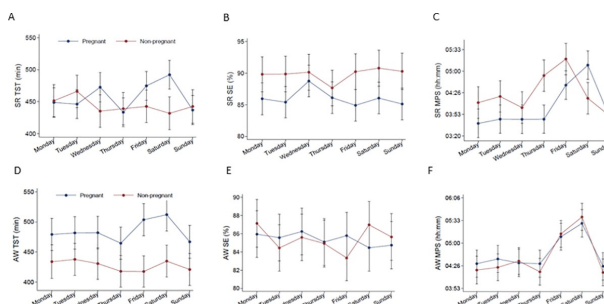 A
B
C
Pregnant Non-pregnant
SR TST (min)
550
500
450
400
Monday Tuesday Wednesday Thursday Friday Saturday Sunday
SR SE (%)
95
90
85
80
Monday Tuesday Wednesday Thursday Friday Saturday Sunday
SR MPS (hh:mm)
05:33
05:00
04:26
03:53
03:20
Monday Tuesday Wednesday Thursday Friday Saturday Sunday
D
E
F
Pregnant Non-pregnant
AW TST (min)
550
500
450
400
Monday Tuesday Wednesday Thursday Friday Saturday Sunday
AW SE (%)
90
88
86
84
82
80
Monday Tuesday Wednesday Thursday Friday Saturday Sunday
AW MPS (hh:mm)
06:06
05:33
05:00
04:26
03:53
Monday Tuesday Wednesday Thursday Friday Saturday Sunday